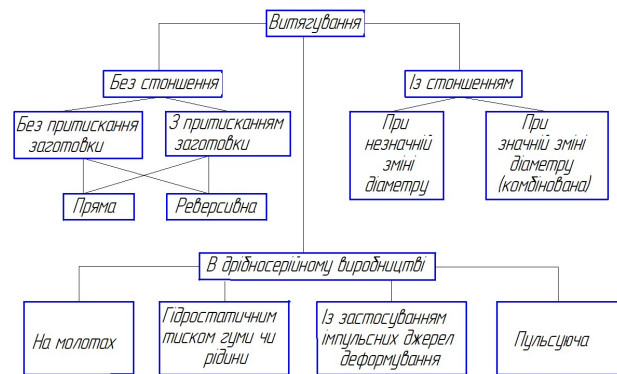 Витягування
Без стоншення
Із стоншенням
Без притискання
заготовки
З притисканням
заготовки
При
незначній
зміні
діаметру
При
значній зміні
діаметру
(комбінована)
Пряма
Реверсивна
В дрібносерійному виробництві
На молотах
Гідростатичним
тиском гуми чи
рідини
Із застосуванням
імпульсних джерел
деформування
Пульсуюча